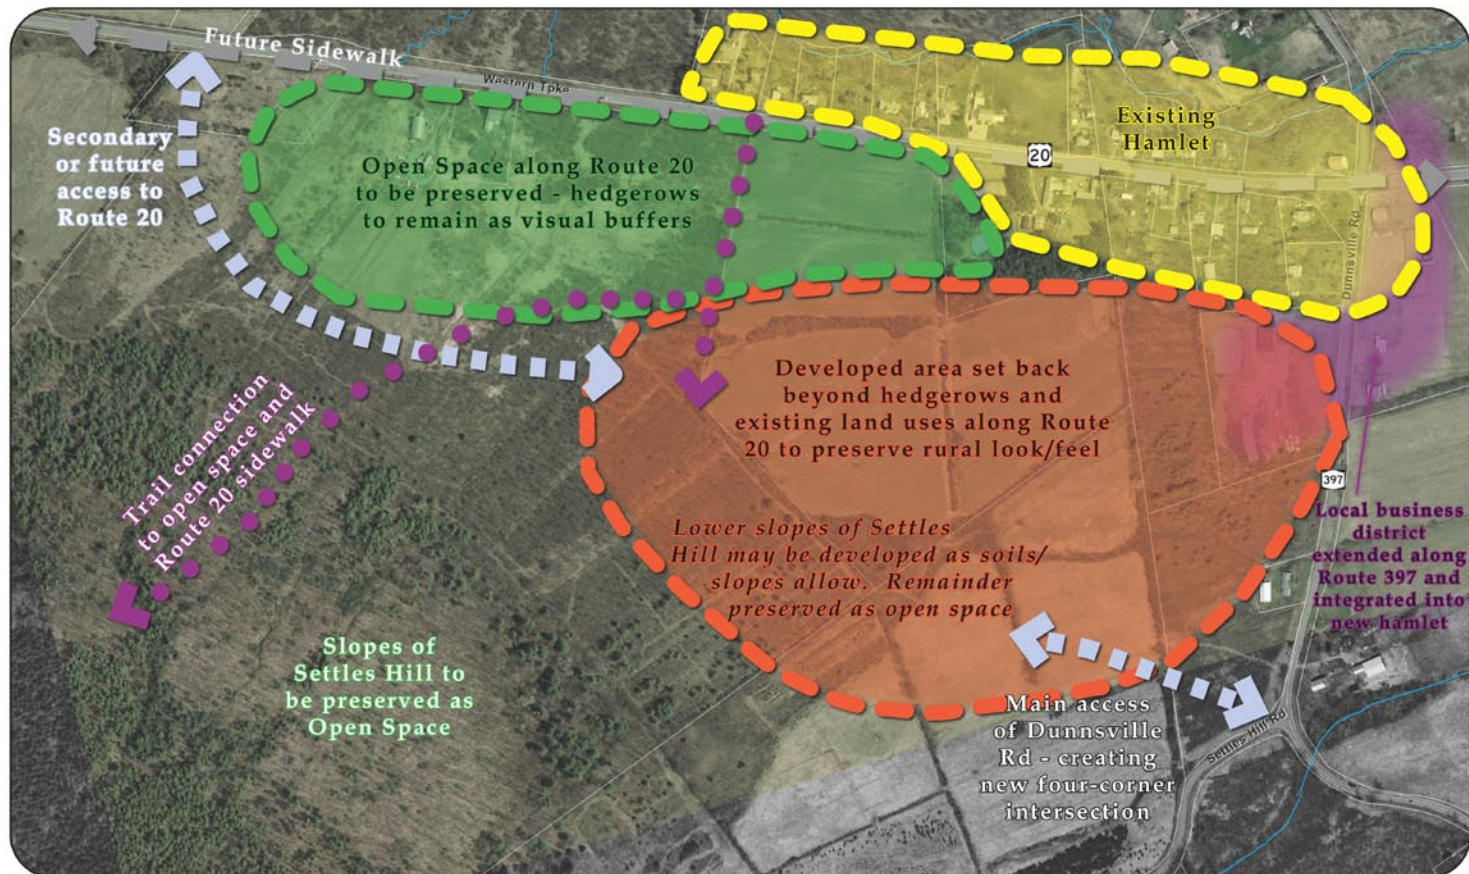 Future Sidewalk
Western Tpke
Secondary
or future
access to
Route 20
Open Space along Route 20
to be preserved - hedgerows
to remain as visual buffers
Existing
Hamlet
20
Dunnsville Rd
Developed area set back
beyond hedgerows and
existing land uses along Route
20 to preserve rural look/feel
397
Trail connection
to open space and
to Route 20 sidewalk
Local business
district
extended along
Route 397 and
integrated into
new hamlet
Lower slopes of Settles
Hill may be developed as soils/
slopes allow. Remainder
preserved as open space
Slopes of
Settles Hill to
be preserved as
Open Space
Main access
of Dunnsville
Rd - creating
new four-corner
intersection
Settles Hill Rd